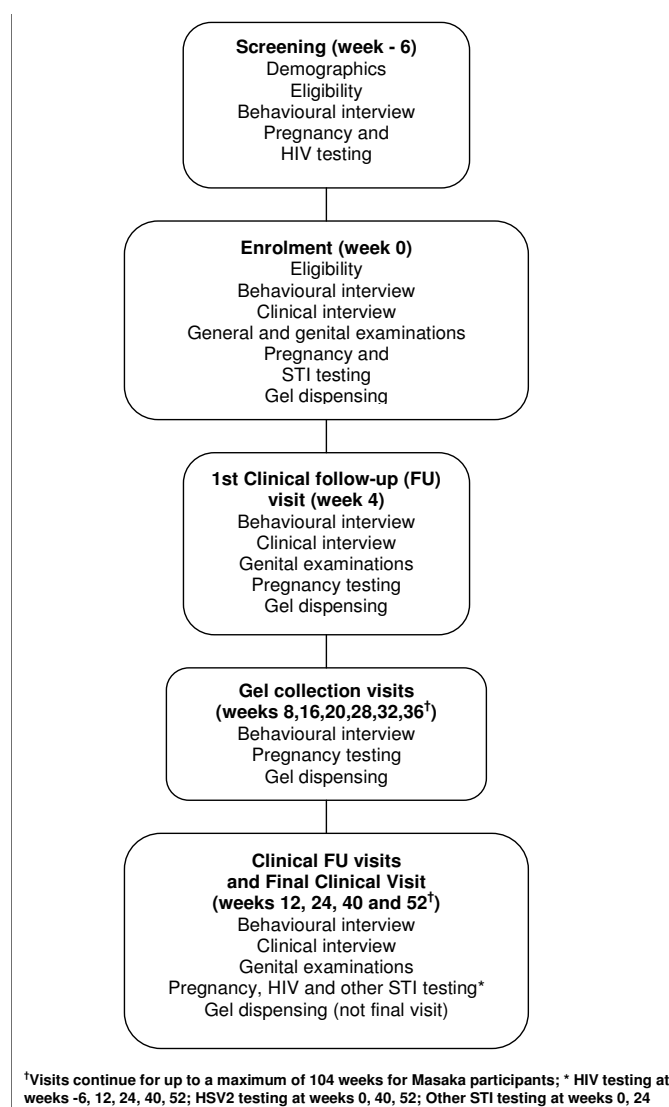 Screening (week - 6)
Demographics
Eligibility
Behavioural interview
Pregnancy and
HIV testing
Enrolment (week 0)
Eligibility
Behavioural interview
Clinical interview
General and genital examinations
Pregnancy and
STI testing
Gel dispensing
1st Clinical follow-up (FU)
visit (week 4)
Behavioural interview
Clinical interview
Genital examinations
Pregnancy testing
Gel dispensing
Gel collection visits
(weeks 8,16,20,28,32,36†)
Behavioural interview
Pregnancy testing
Gel dispensing
Clinical FU visits
and Final Clinical Visit
(weeks 12, 24, 40 and 52†)
Behavioural interview
Clinical interview
Genital examinations
Pregnancy, HIV and other STI testing*
Gel dispensing (not final visit)
†Visits continue for up to a maximum of 104 weeks for Masaka participants; * HIV testing at
weeks -6, 12, 24, 40, 52; HSV2 testing at weeks 0, 40, 52; Other STI testing at weeks 0, 24